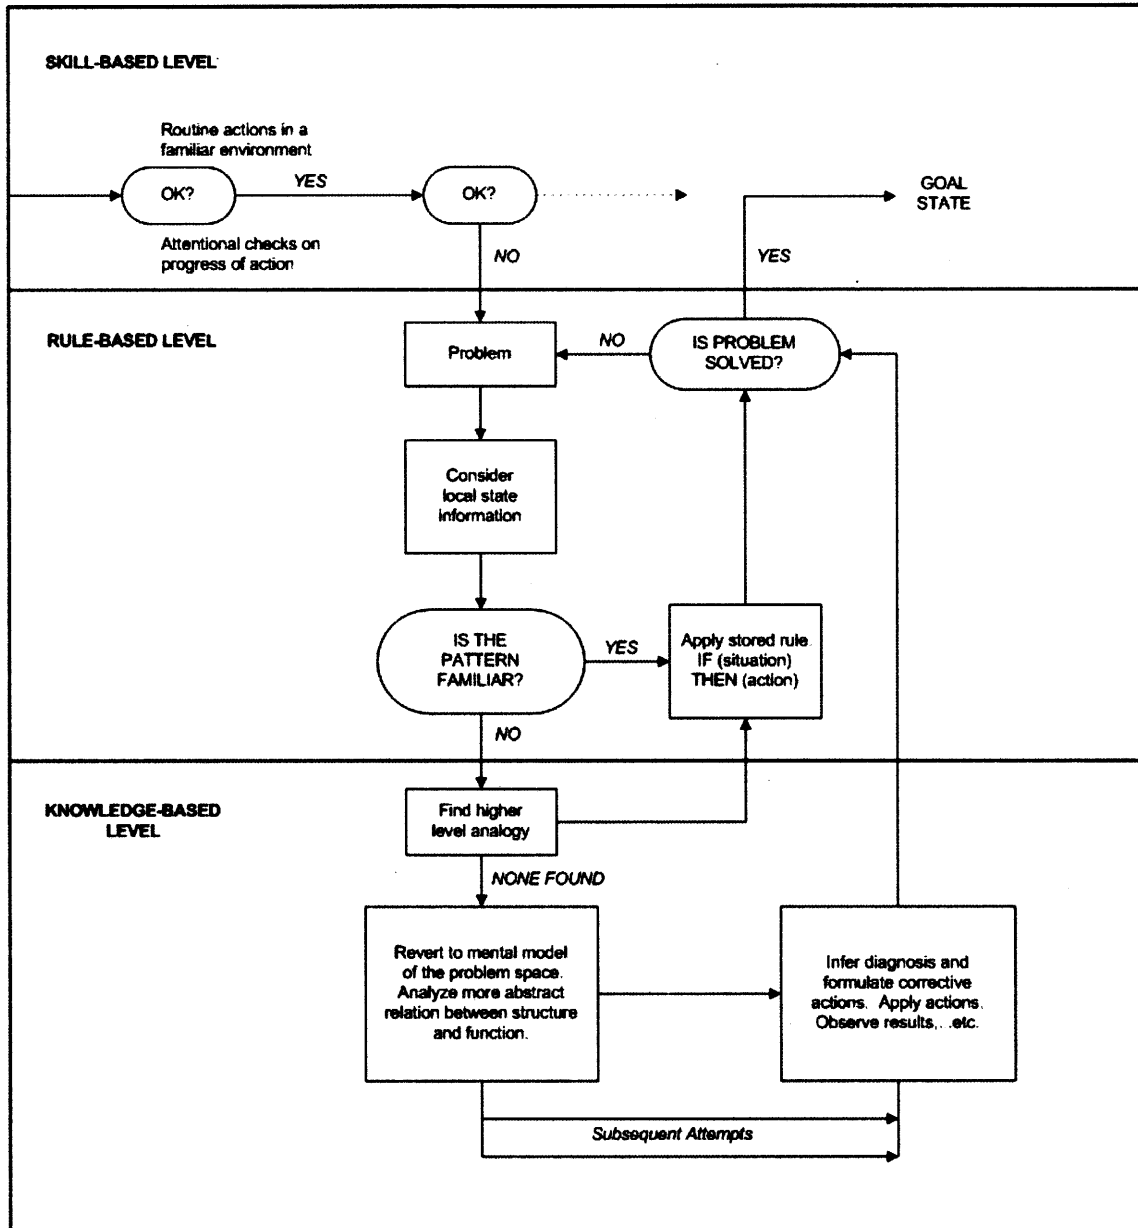 SKILL-BASED LEVEL
Routine actions in a
familiar environment
OK?
YES
OK?
GOAL
STATE
Attentional checks on
progress of action
NO
YES
RULE-BASED LEVEL
Problem
NO
IS PROBLEM
SOLVED?
Consider
local state
information
IS THE
PATTERN
FAMILIAR?
YES
Apply stored rule.
IF (situation)
THEN (action)
NO
KNOWLEDGE-BASED
LEVEL
Find higher
level analogy
NONE FOUND
Revert to mental model
of the problem space.
Analyze more abstract
relation between structure
and function.
Infer diagnosis and
formulate corrective
actions. Apply actions.
Observe results,...etc.
Subsequent Attempts